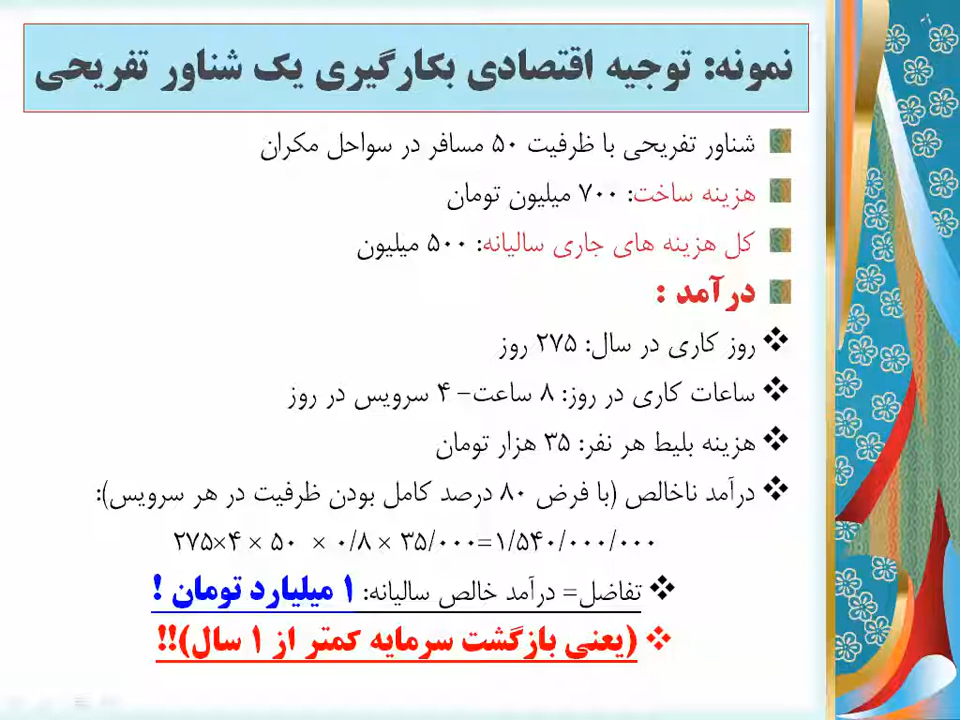 نمونه: توجیه اقتصادی بکارگیری یک شناور تفریحی
شناور تفریحی با ظرفیت ۵۰ مسافر در سواحل مکران
هزینه ساخت: ۷۰۰ میلیون تومان
کل هزینه های جاری سالیانه: ۵۰۰ میلیون
درآمد :
روز کاری در سال: ۲۷۵ روز
ساعات کاری در روز: ۸ ساعت- ۴ سرویس در روز
هزینه بلیط هر نفر: ۳۵ هزار تومان
درآمد ناخالص (با فرض ۸۰ درصد کامل بودن ظرفیت در هر سرویس):
۲۷۵×۴ × ۵۰ × ۰/۸ × ۳۵/۰۰۰=۱/۵۴۰/۰۰۰/۰۰۰
تفاضل= درآمد خالص سالیانه: ۱ میلیارد تومان !
(یعنی بازگشت سرمایه کمتر از ۱ سال)!!